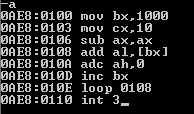 -a
0AE8:0100 mov bx,1000
0AE8:0103 mov cx,10
0AE8:0106 sub ax,ax
0AE8:0108 add al,[bx]
0AE8:010A adc ah,0
0AE8:010D inc bx
0AE8:010E loop 0108
0AE8:0110 int 3_